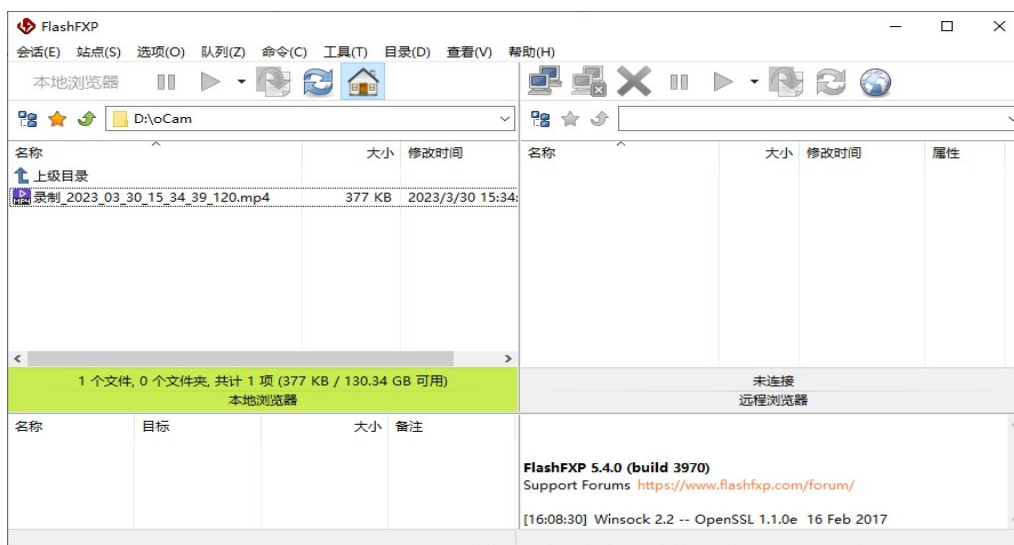 FlashFXP
会话(E) 站点(S) 选项(O) 队列(Z) 命令(C) 工具(T) 目录(D) 查看(V) 帮助(H)
本地浏览器
D:\oCam
名称 大小 修改时间
上级目录
录制_2023_03_30_15_34_39_120.mp4 377 KB 2023/3/30 15:34:
1 个文件, 0 个文件夹, 共计 1 项 (377 KB / 130.34 GB 可用)
本地浏览器
名称 大小 修改时间 属性
未连接
远程浏览器
名称 目标 大小 备注
FlashFXP 5.4.0 (build 3970)
Support Forums https://www.flashfxp.com/forum/
[16:08:30] Winsock 2.2 -- OpenSSL 1.1.0e 16 Feb 2017